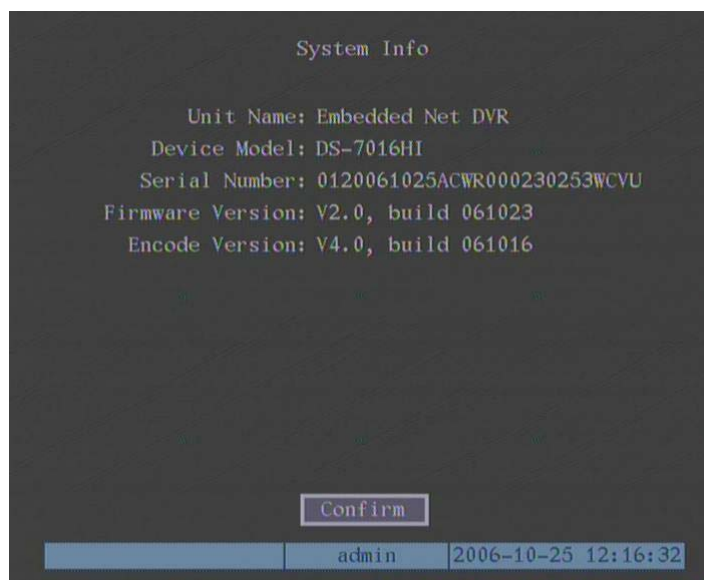 System Info
Unit Name: Embedded Net DVR
Device Model: DS-7016HI
Serial Number: 0120061025ACWR000230253WCVU
Firmware Version: V2.0, build 061023
Encode Version: V4.0, build 061016
Confirm
admin 2006-10-25 12:16:32